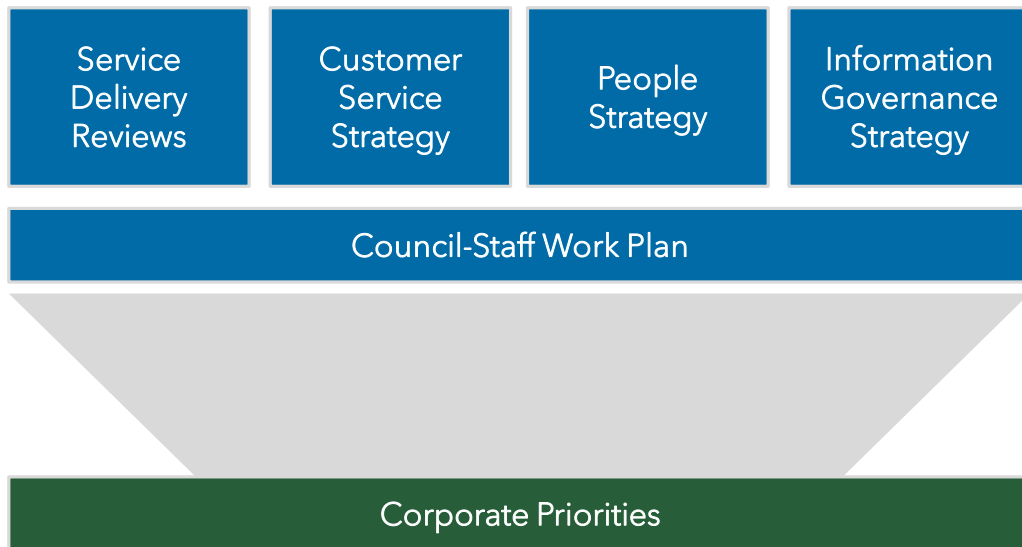 Service
Delivery
Reviews
Customer
Service
Strategy
People
Strategy
Information
Governance
Strategy
Council-Staff Work Plan
Corporate Priorities